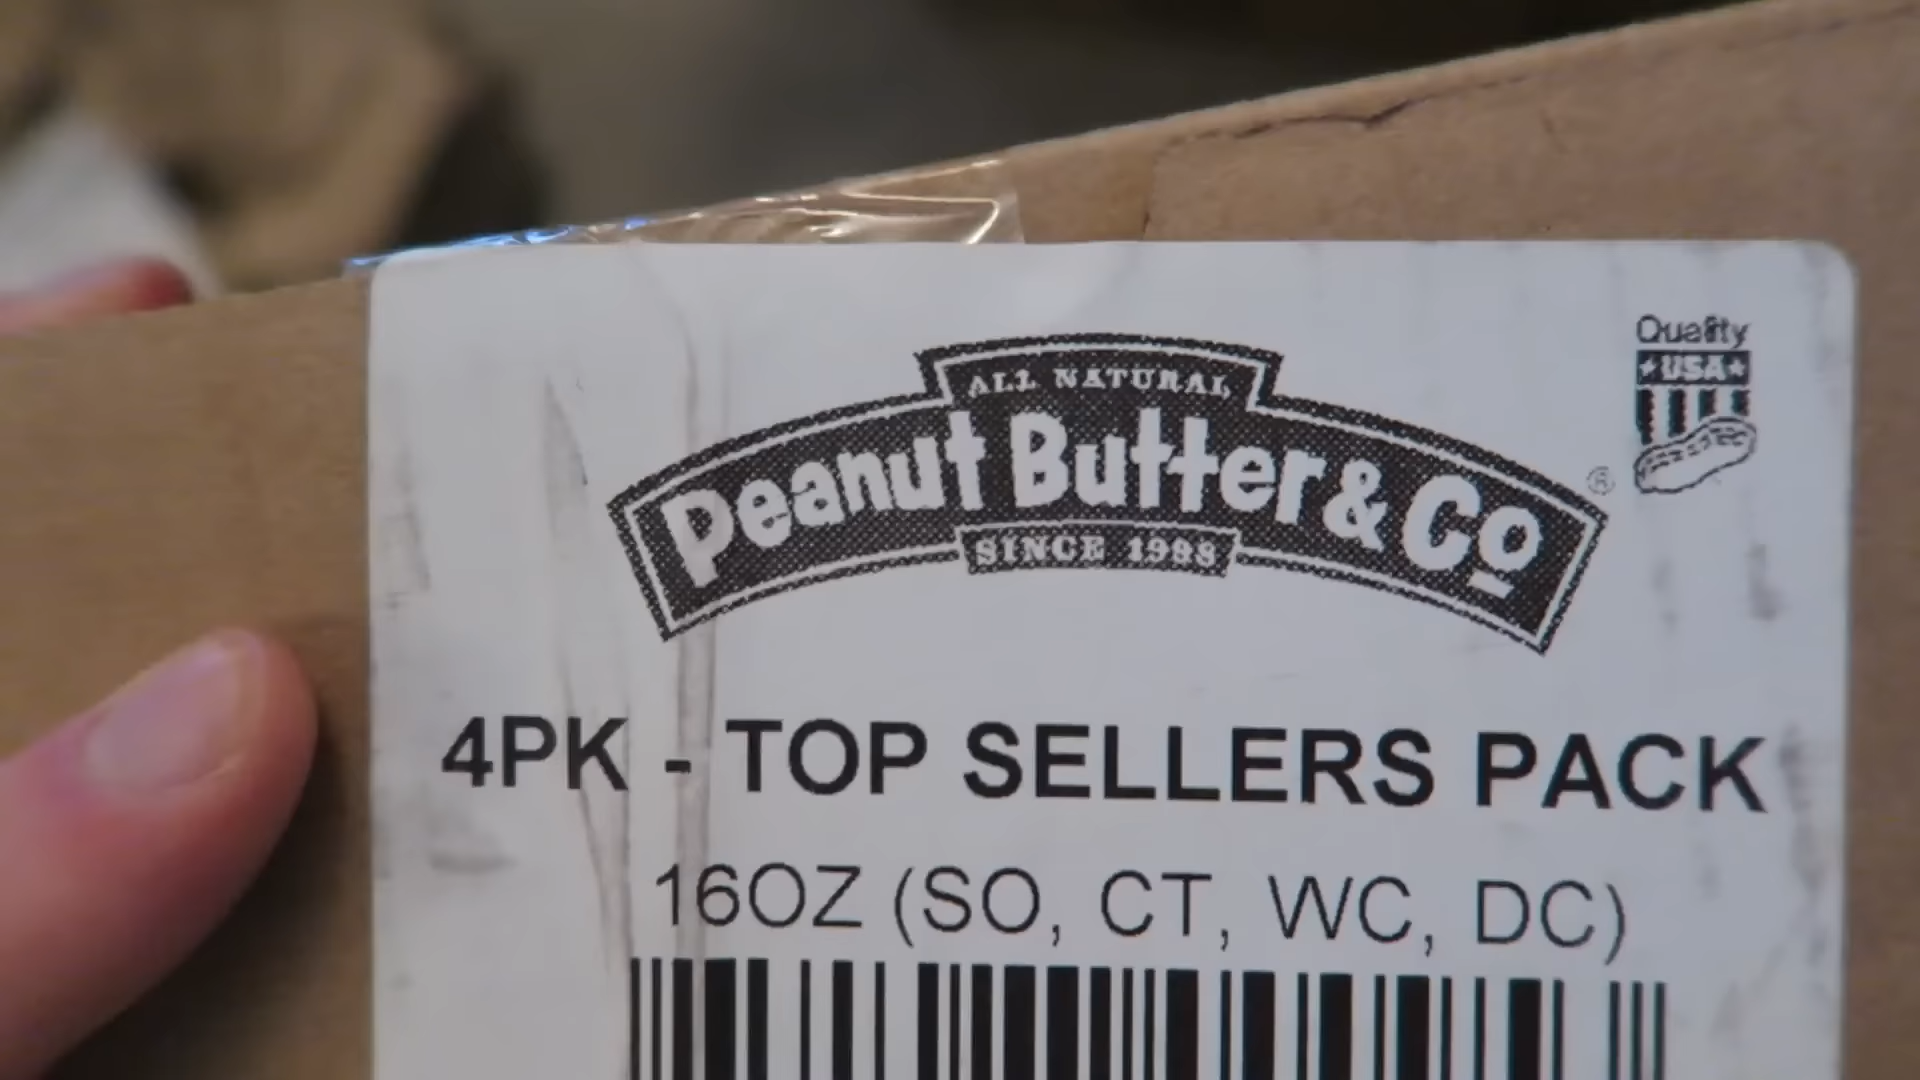 ALL NATURAL
Peanut Butter & Co
®
SINCE 1998
Quality
USA
4PK - TOP SELLERS PACK
16OZ (SO, CT, WC, DC)